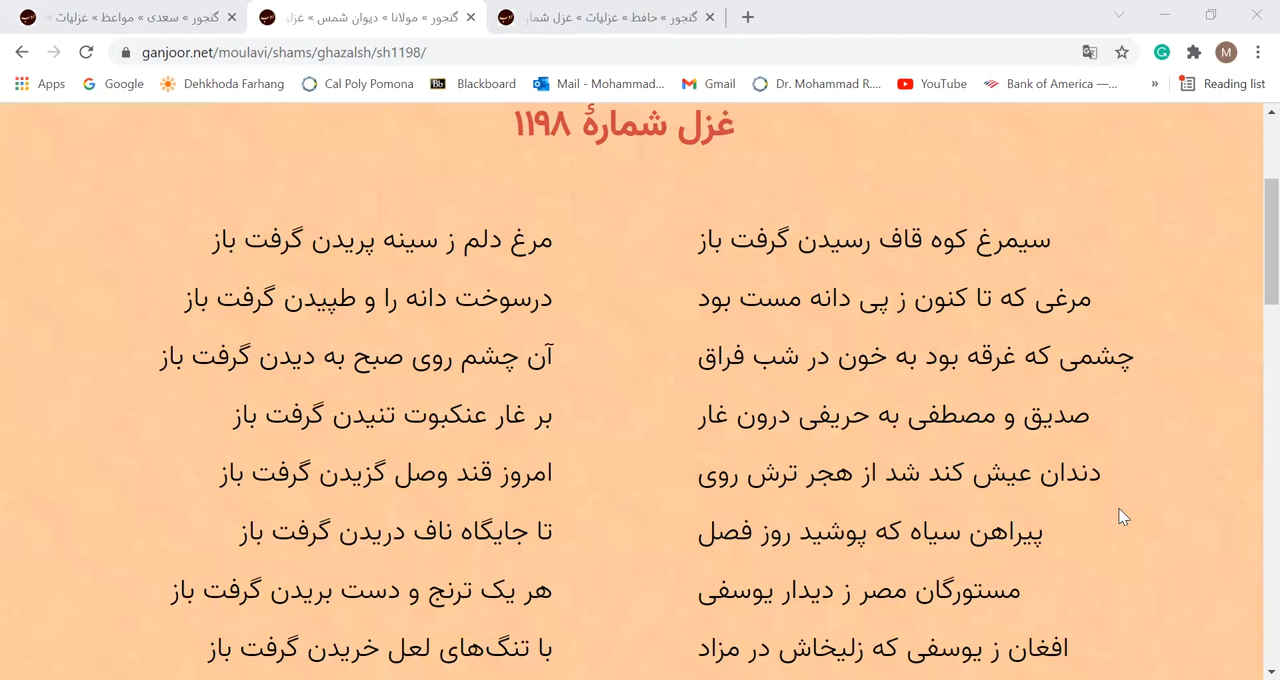 گنجور » سعدی » مواعظ » غزلیات »
گنجور » مولانا » دیوان شمس » غزلی
گنجور » حافظ » غزلیات » غزل شمار
ganjoor.net/moulavi/shams/ghazalsh/sh1198/
M
Apps Google Dehkhoda Farhang Cal Poly Pomona Bb Blackboard Mail - Mohammad... Gmail Dr. Mohammad R.... YouTube Bank of America —... » Reading list
غزل شمارهٔ ۱۱۹۸
سیمرغ کوه قاف رسیدن گرفت باز مرغ دلم ز سینه پریدن گرفت باز
مرغی که تا کنون ز پی دانه مست بود درسوخت دانه را و طپیدن گرفت باز
چشمی که غرقه بود به خون در شب فراق آن چشم روی صبح به دیدن گرفت باز
صدیق و مصطفی به حریفی درون غار بر غار عنکبوت تنیدن گرفت باز
دندان عیش کند شد از هجر ترش روی امروز قند وصل گزیدن گرفت باز
پیراهن سیاه که پوشید روز فصل تا جایگاه ناف دریدن گرفت باز
مستورگان مصر ز دیدار یوسفی هر یک ترنج و دست بریدن گرفت باز
افغان ز یوسفی که زلیخاش در مزاد با تنگ‌های لعل خریدن گرفت باز